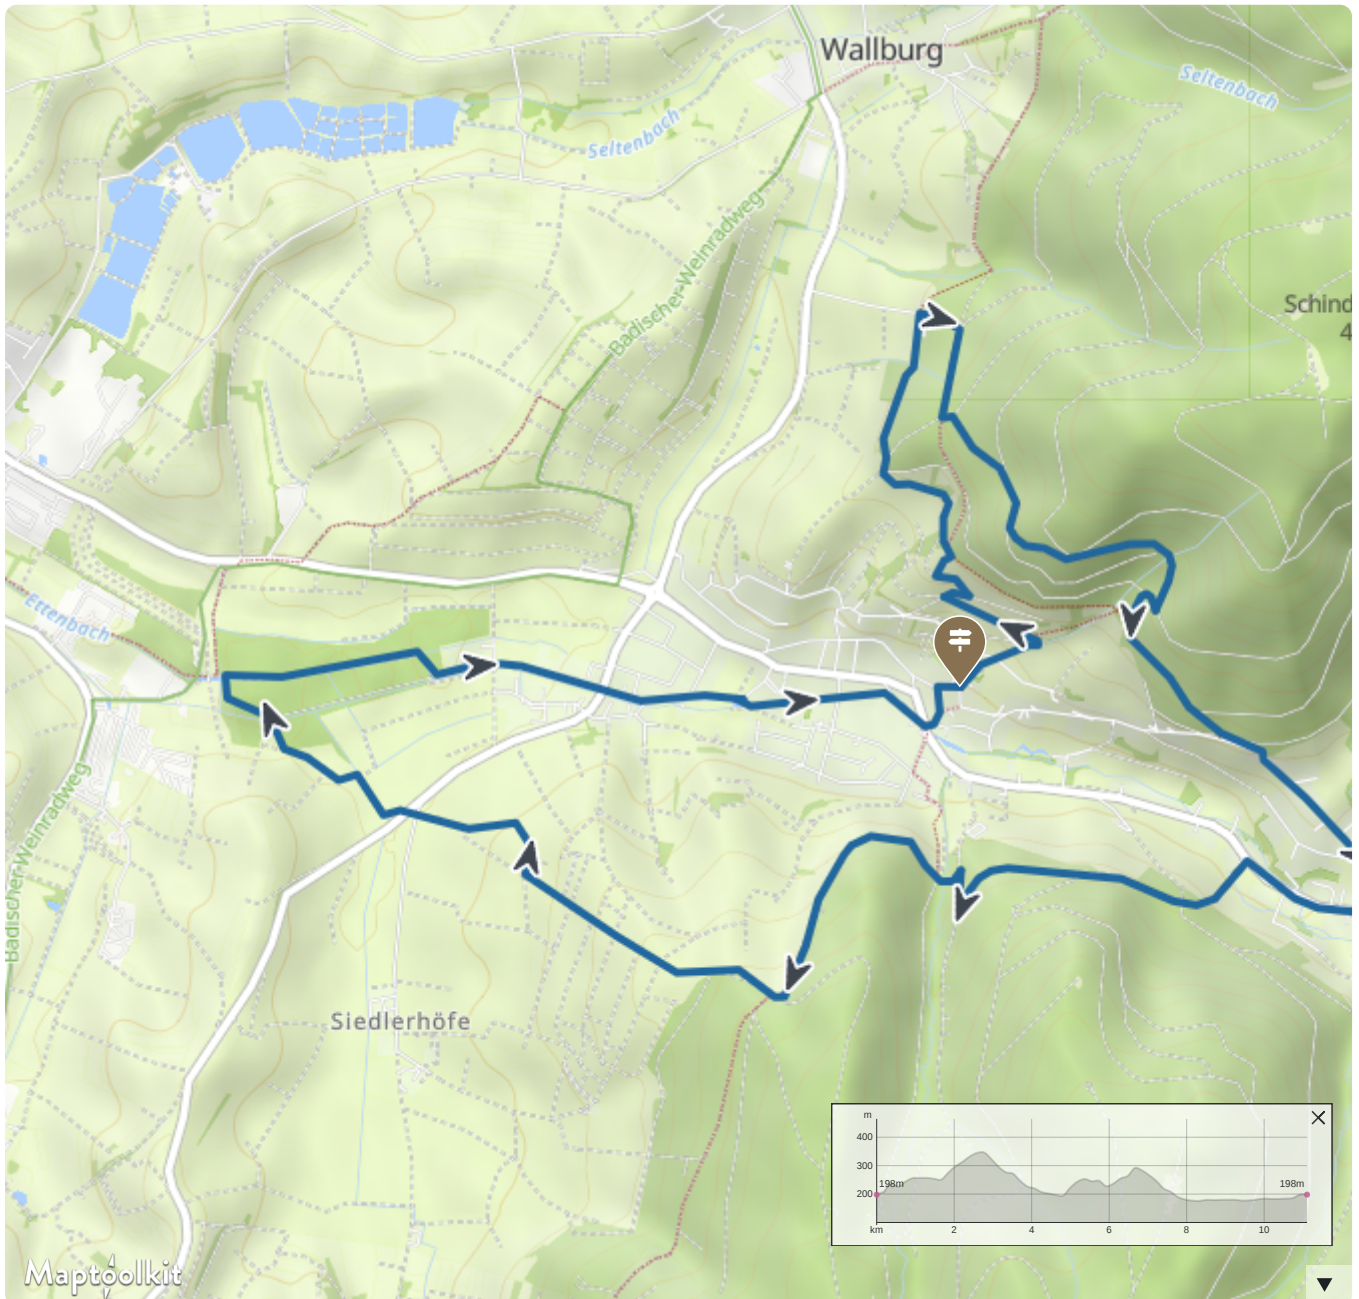 Wallburg
Seltenbach
Seltenbach
Badischer-Weinradweg
Schind
4
Ettenbach
Badischer-Weinradweg
Siedlerhöfe
m
400
300
200
198m
198m
km
2
4
6
8
10
Maptoolkit